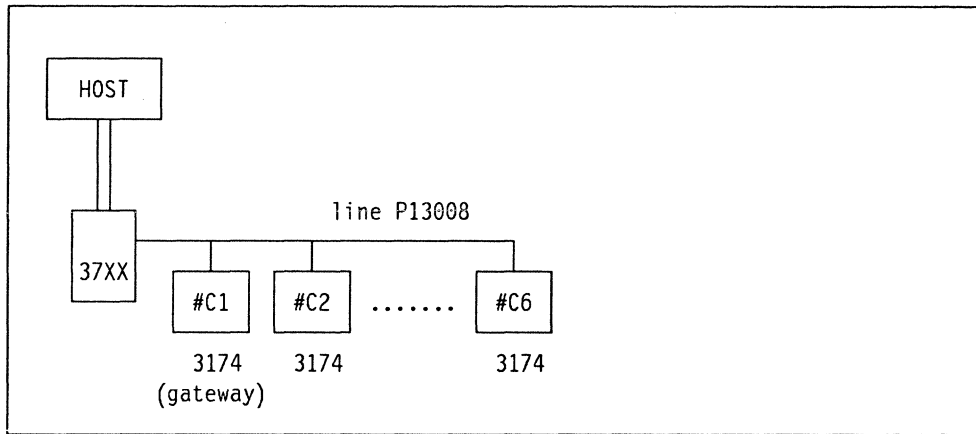 HOST
line P13008
37XX
#C1 #C2 ....... #C6
3174 3174 3174
(gateway)